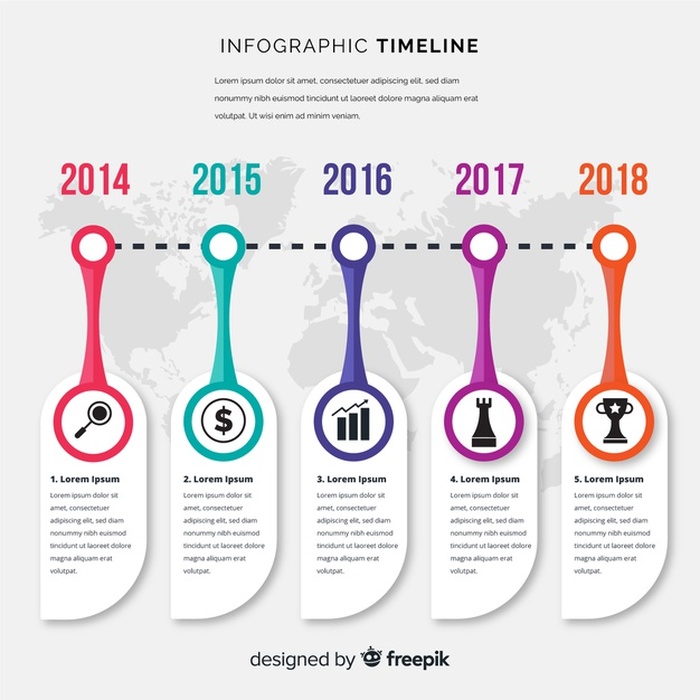 INFOGRAPHIC TIMELINE
Lorem ipsum dolor sit amet, consectetuer adipiscing elit, sed diam
nonummy nibh euismod tincidunt ut laoreet dolore magna aliquam erat
volutpat. Ut wisi enim ad minim veniam,
2014
2015
2016
2017
2018
$
1. Lorem Ipsum
Lorem ipsum dolor sit
amet, consectetuer
adipiscing elit, sed diam
nonummy nibh euismod
tincidunt ut laoreet dolore
magna aliquam erat
volutpat.
2. Lorem Ipsum
Lorem ipsum dolor sit
amet, consectetuer
adipiscing elit, sed diam
nonummy nibh euismod
tincidunt ut laoreet dolore
magna aliquam erat
volutpat.
3. Lorem Ipsum
Lorem ipsum dolor sit
amet, consectetuer
adipiscing elit, sed diam
nonummy nibh euismod
tincidunt ut laoreet dolore
magna aliquam erat
volutpat.
4. Lorem Ipsum
Lorem ipsum dolor sit
amet, consectetuer
adipiscing elit, sed diam
nonummy nibh euismod
tincidunt ut laoreet dolore
magna aliquam erat
volutpat.
5. Lorem Ipsum
Lorem ipsum dolor sit
amet, consectetuer
adipiscing elit, sed diam
nonummy nibh euismod
tincidunt ut laoreet dolore
magna aliquam erat
volutpat.
designed by freepik